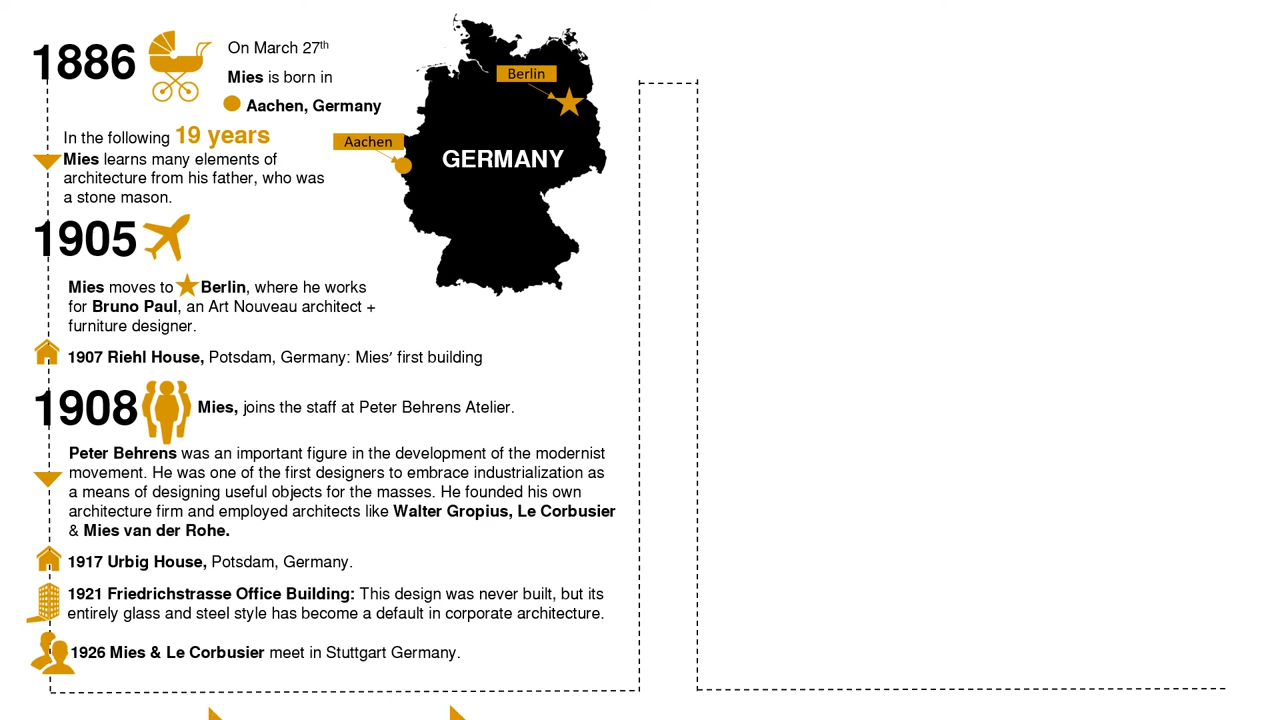 1886
On March 27th
Mies is born in
Aachen, Germany
In the following 19 years
Mies learns many elements of
architecture from his father, who was
a stone mason.
Berlin
Aachen
GERMANY
1905
Mies moves to Berlin, where he works
for Bruno Paul, an Art Nouveau architect +
furniture designer.
1907 Riehl House, Potsdam, Germany: Mies’ first building
1908
Mies, joins the staff at Peter Behrens Atelier.
Peter Behrens was an important figure in the development of the modernist
movement. He was one of the first designers to embrace industrialization as
a means of designing useful objects for the masses. He founded his own
architecture firm and employed architects like Walter Gropius, Le Corbusier
& Mies van der Rohe.
1917 Urbig House, Potsdam, Germany.
1921 Friedrichstrasse Office Building: This design was never built, but its
entirely glass and steel style has become a default in corporate architecture.
1926 Mies & Le Corbusier meet in Stuttgart Germany.